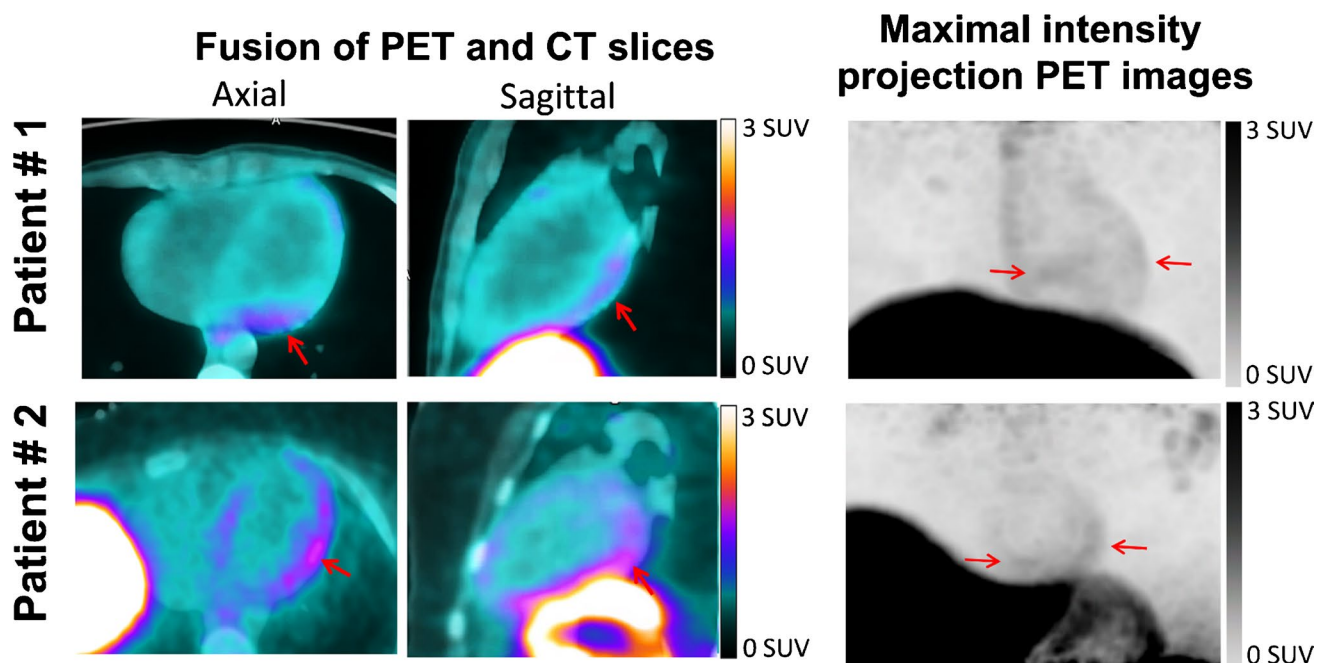 Fusion of PET and CT slices
Maximal intensity
projection PET images
Axial
Sagittal
Patient # 1
A
3 SUV
0 SUV
3 SUV
0 SUV
Patient # 2
3 SUV
0 SUV
3 SUV
0 SUV